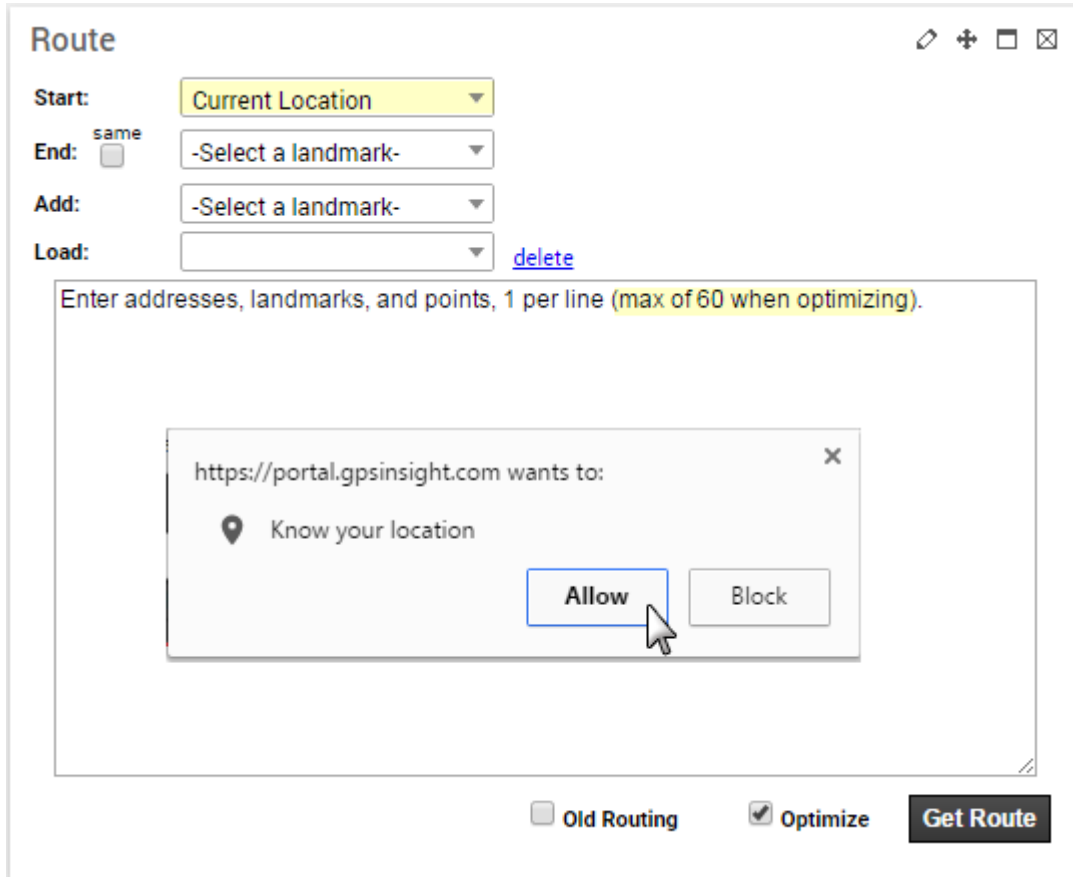 Route
Start:
Current Location
same
End:
-Select a landmark-
Add:
-Select a landmark-
Load:
delete
Enter addresses, landmarks, and points, 1 per line (max of 60 when optimizing).
https://portal.gpsinsight.com wants to:
Know your location
Allow
Block
Old Routing
Optimize
Get Route